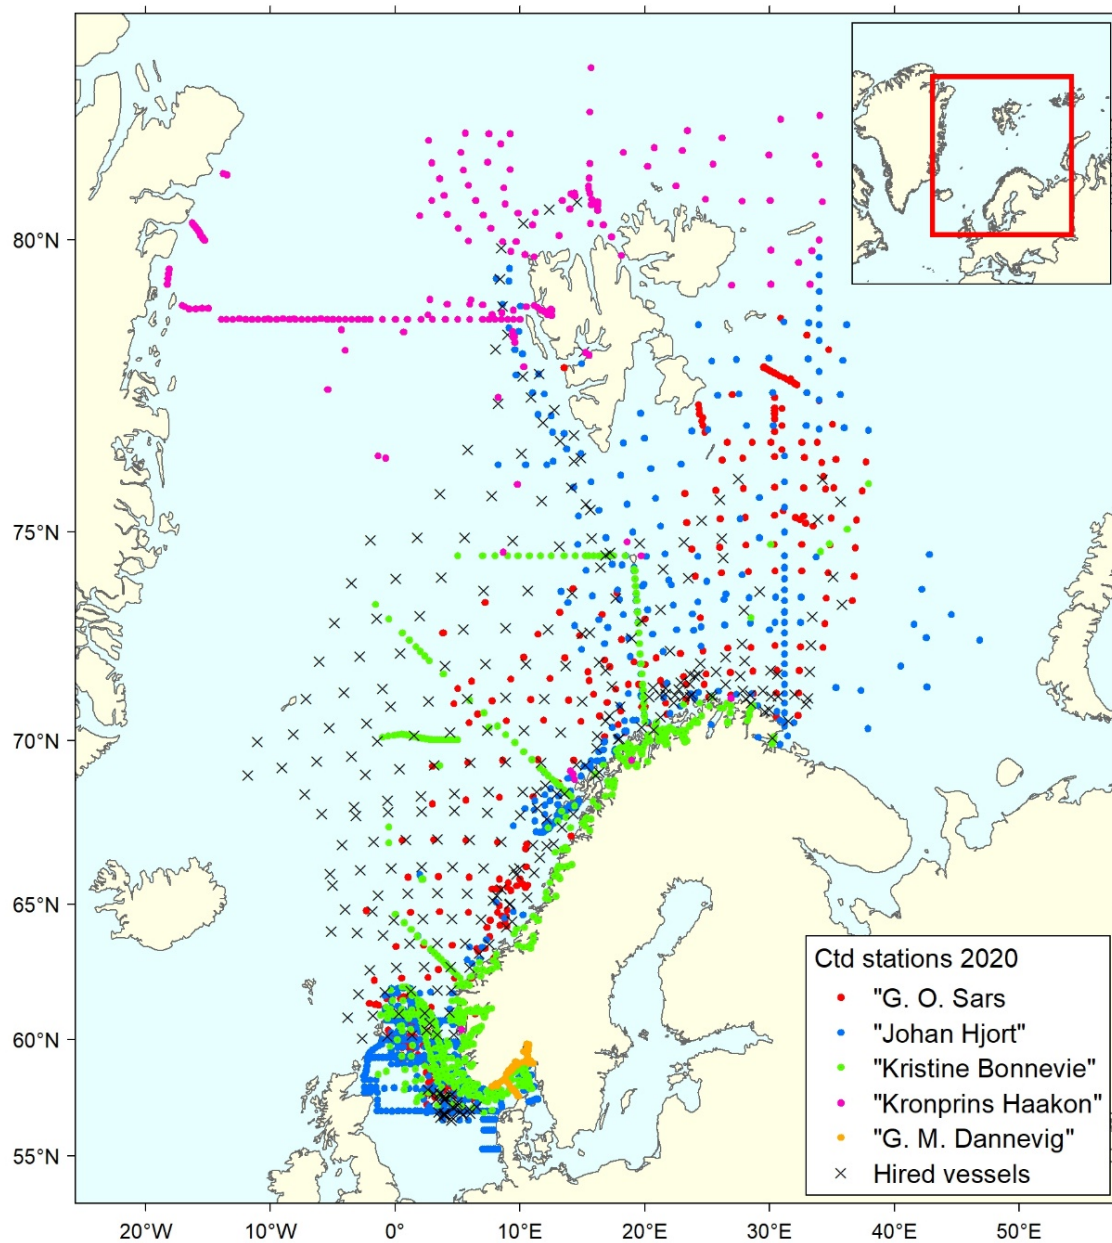 80°N
75°N
70°N
65°N
60°N
55°N
Ctd stations 2020
"G. O. Sars
"Johan Hjort"
"Kristine Bonnevie"
"Kronprins Haakon"
"G. M. Dannevig"
Hired vessels
20°W 10°W 0 10°E 20°E 30°E 40°E 50°E